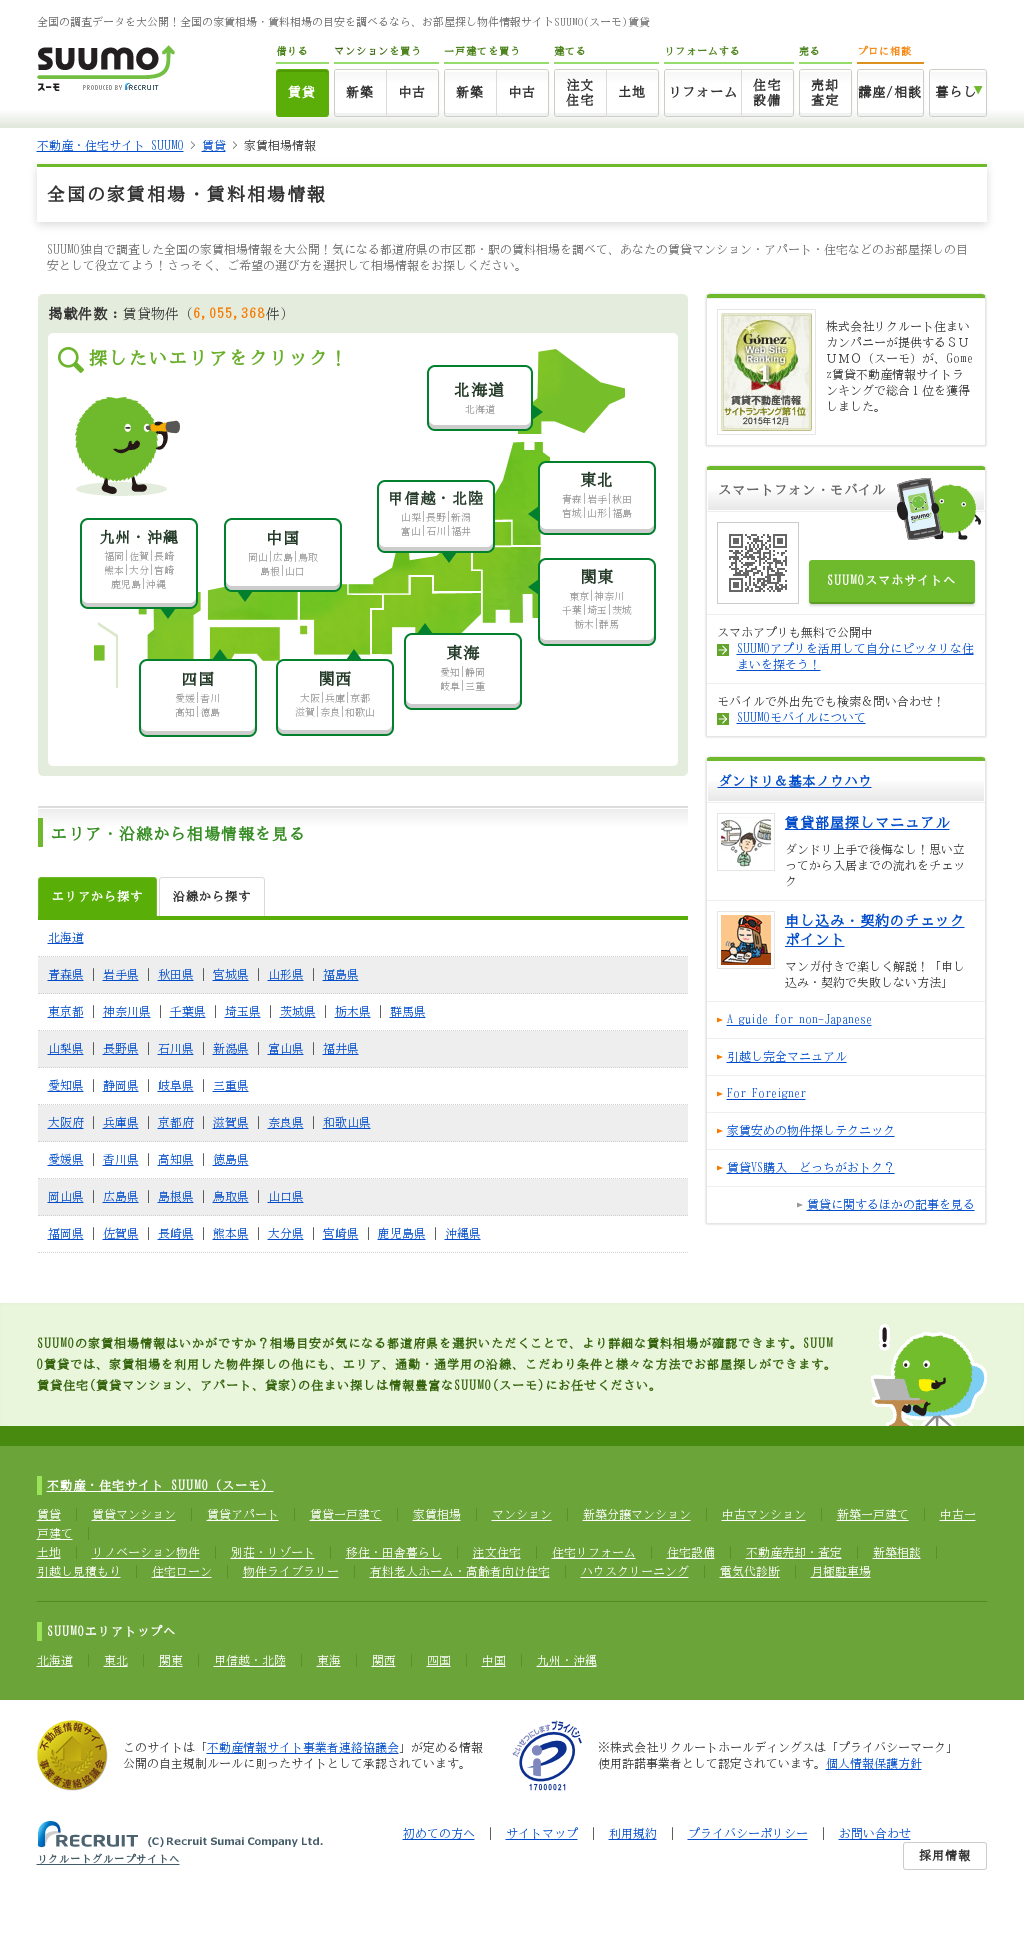 全国の調査データを大公開！全国の家賃相場・賃料相場の目安を調べるなら、お部屋探し物件情報サイトSUUMO(スーモ)賃貸
SUUMO
スーモ PRODUCED BY RECRUIT
借りる マンションを買う 一戸建てを買う 建てる リフォームする 売る プロに相談
賃貸 新築 中古 新築 中古 注文住宅 土地 リフォーム 住宅設備 売却査定 講座/相談 暮らし▼
不動産・住宅サイト SUUMO > 賃貸 > 家賃相場情報
全国の家賃相場・賃料相場情報
SUUMO独自で調査した全国の家賃相場情報を大公開！気になる都道府県の市区郡・駅の賃料相場を調べて、あなたの賃貸マンション・アパート・住宅などのお部屋探しの目
安として役立てよう！さっそく、ご希望の選び方を選択して相場情報をお探しください。
掲載件数：賃貸物件（6,055,368件）
探したいエリアをクリック！
北海道
北海道
東北
青森|岩手|秋田
宮城|山形|福島
甲信越・北陸
山梨|長野|新潟
富山|石川|福井
九州・沖縄
福岡|佐賀|長崎
熊本|大分|宮崎
鹿児島|沖縄
中国
岡山|広島|鳥取
島根|山口
関東
東京|神奈川
千葉|埼玉|茨城
栃木|群馬
東海
愛知|静岡
岐阜|三重
四国
愛媛|香川
高知|徳島
関西
大阪|兵庫|京都
滋賀|奈良|和歌山
エリア・沿線から相場情報を見る
エリアから探す 沿線から探す
北海道
青森県 | 岩手県 | 秋田県 | 宮城県 | 山形県 | 福島県
東京都 | 神奈川県 | 千葉県 | 埼玉県 | 茨城県 | 栃木県 | 群馬県
山梨県 | 長野県 | 石川県 | 新潟県 | 富山県 | 福井県
愛知県 | 静岡県 | 岐阜県 | 三重県
大阪府 | 兵庫県 | 京都府 | 滋賀県 | 奈良県 | 和歌山県
愛媛県 | 香川県 | 高知県 | 徳島県
岡山県 | 広島県 | 島根県 | 鳥取県 | 山口県
福岡県 | 佐賀県 | 長崎県 | 熊本県 | 大分県 | 宮崎県 | 鹿児島県 | 沖縄県
Gómez
Web Site
Ranking
1
賃貸不動産情報
サイトランキング第1位
2015年12月
株式会社リクルート住まい
カンパニーが提供するＳＵ
ＵＭＯ（スーモ）が、Gome
z賃貸不動産情報サイトラ
ンキングで総合１位を獲得
しました。
スマートフォン・モバイル
SUUMOスマホサイトへ
スマホアプリも無料で公開中
SUUMOアプリを活用して自分にピッタリな住
まいを探そう！
モバイルで外出先でも検索＆問い合わせ！
SUUMOモバイルについて
ダンドリ＆基本ノウハウ
賃貸部屋探しマニュアル
ダンドリ上手で後悔なし！思い立
ってから入居までの流れをチェッ
ク
申し込み・契約のチェック
ポイント
マンガ付きで楽しく解説！「申し
込み・契約で失敗しない方法」
A guide for non-Japanese
引越し完全マニュアル
For Foreigner
家賃安めの物件探しテクニック
賃貸VS購入　どっちがおトク？
賃貸に関するほかの記事を見る
SUUMOの家賃相場情報はいかがですか？相場目安が気になる都道府県を選択いただくことで、より詳細な賃料相場が確認できます。SUUM
O賃貸では、家賃相場を利用した物件探しの他にも、エリア、通勤・通学用の沿線、こだわり条件と様々な方法でお部屋探しができます。
賃貸住宅(賃貸マンション、アパート、貸家)の住まい探しは情報豊富なSUUMO(スーモ)にお任せください。
不動産・住宅サイト SUUMO（スーモ）
賃貸 | 賃貸マンション | 賃貸アパート | 賃貸一戸建て | 家賃相場 | マンション | 新築分譲マンション | 中古マンション | 新築一戸建て | 中古一
戸建て |
土地 | リノベーション物件 | 別荘・リゾート | 移住・田舎暮らし | 注文住宅 | 住宅リフォーム | 住宅設備 | 不動産売却・査定 | 新築相談 |
引越し見積もり | 住宅ローン | 物件ライブラリー | 有料老人ホーム・高齢者向け住宅 | ハウスクリーニング | 電気代診断 | 月極駐車場
SUUMOエリアトップへ
北海道 | 東北 | 関東 | 甲信越・北陸 | 東海 | 関西 | 四国 | 中国 | 九州・沖縄
不動産情報サイト
事業者連絡協議会
このサイトは「不動産情報サイト事業者連絡協議会」が定める情報
公開の自主規制ルールに則ったサイトとして承認されています。
たいせつにします プライバシー
17000021
※株式会社リクルートホールディングスは「プライバシーマーク」
使用許諾事業者として認定されています。個人情報保護方針
RECRUIT (C) Recruit Sumai Company Ltd.
リクルートグループサイトへ
初めての方へ | サイトマップ | 利用規約 | プライバシーポリシー | お問い合わせ
採用情報